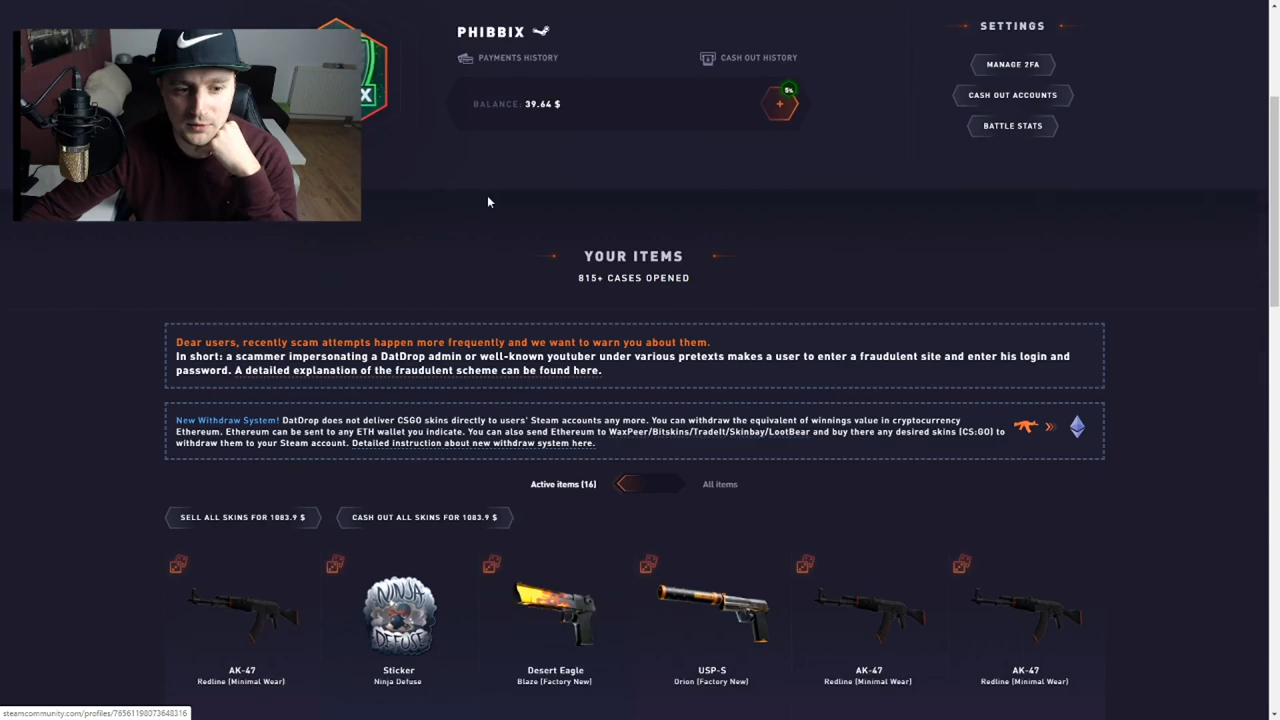 PHIBBIX
SETTINGS
PAYMENTS HISTORY
CASH OUT HISTORY
MANAGE 2FA
X
BALANCE: 39.64 $
5%
+
CASH OUT ACCOUNTS
BATTLE STATS
YOUR ITEMS
815+ CASES OPENED
Dear users, recently scam attempts happen more frequently and we want to warn you about them.
In short: a scammer impersonating a DatDrop admin or well-known youtuber under various pretexts makes a user to enter a fraudulent site and enter his login and
password. A detailed explanation of the fraudulent scheme can be found here.
New Withdraw System! DatDrop does not deliver CSGO skins directly to users' Steam accounts any more. You can withdraw the equivalent of winnings value in cryptocurrency
Ethereum. Ethereum can be sent to any ETH wallet you indicate. You can also send Ethereum to WaxPeer/Bitskins/TradeIt/Skinbay/LootBear and buy there any desired skins (CS:GO) to
withdraw them to your Steam account. Detailed instruction about new withdraw system here.
Active items (16)
All items
SELL ALL SKINS FOR 1083.9 $
CASH OUT ALL SKINS FOR 1083.9 $
NINJA
DEFUSE
AK-47
Redline (Minimal Wear)
Sticker
Ninja Defuse
Desert Eagle
Blaze (Factory New)
USP-S
Orion (Factory New)
AK-47
Redline (Minimal Wear)
AK-47
Redline (Minimal Wear)
steamcommunity.com/profiles/76561198073648316